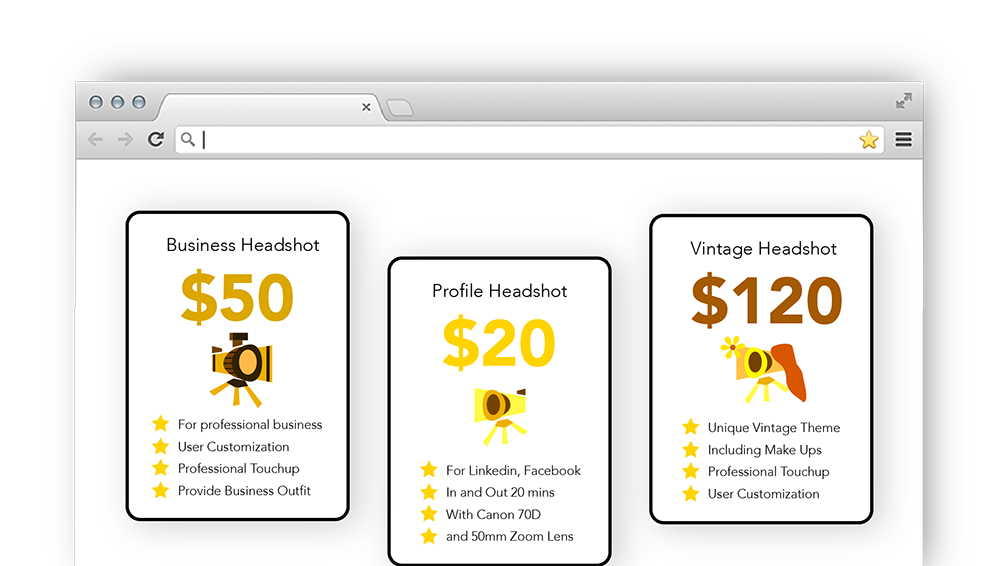 Business Headshot
$50
For professional business
User Customization
Professional Touchup
Provide Business Outfit
Profile Headshot
$20
For Linkedin, Facebook
In and Out 20 mins
With Canon 70D
and 50mm Zoom Lens
Vintage Headshot
$120
Unique Vintage Theme
Including Make Ups
Professional Touchup
User Customization